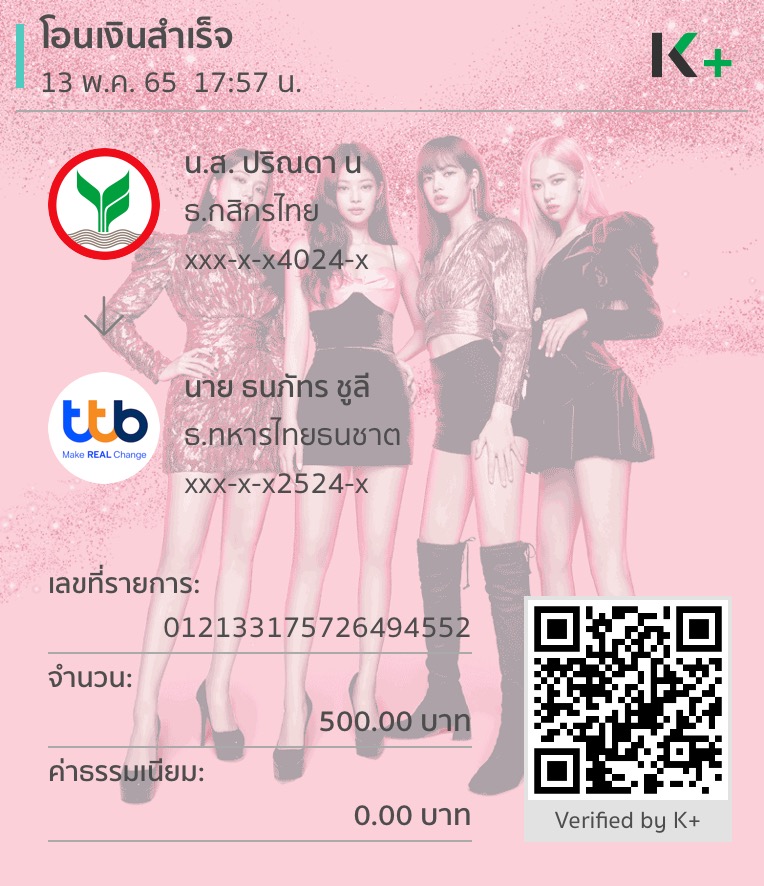 โอนเงินสำเร็จ
13 พ.ค. 65  17:57 น.
K+
น.ส. ปริณดา น
ธ.กสิกรไทย
xxx-x-x4024-x
นาย ธนภัทร ชูลี
ธ.ทหารไทยธนชาต
xxx-x-x2524-x
ttb
Make REAL Change
เลขที่รายการ:
012133175726494552
จำนวน:
500.00 บาท
ค่าธรรมเนียม:
0.00 บาท
Verified by K+